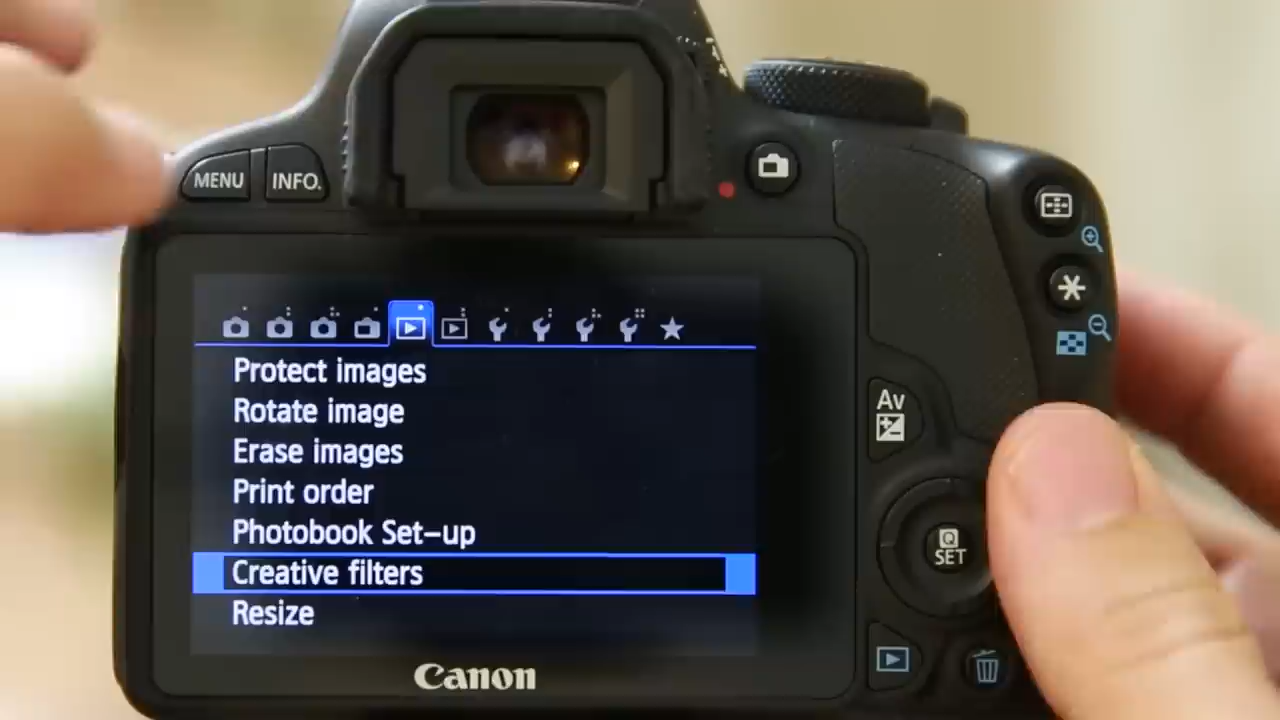 MENU INFO.
Av
Q
SET
Protect images
Rotate image
Erase images
Print order
Photobook Set-up
Creative filters
Resize
Canon